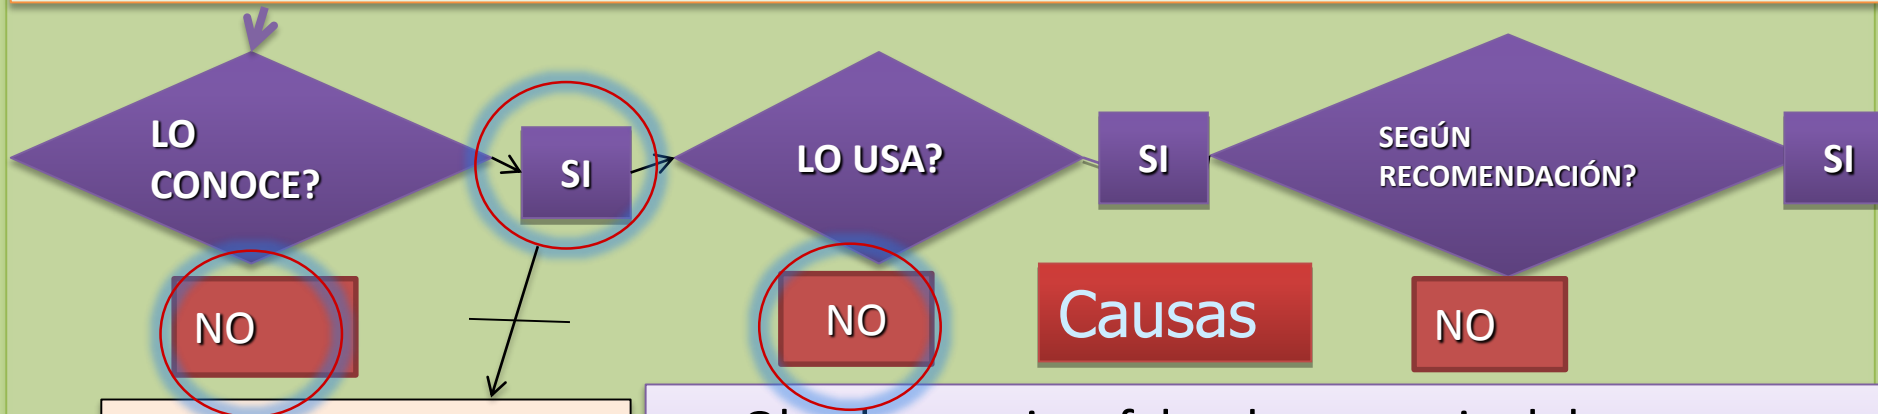 LO
CONOCE?
SI
LO USA?
SI
SEGÚN
RECOMENDACIÓN?
SI
NO
NO
Causas
NO